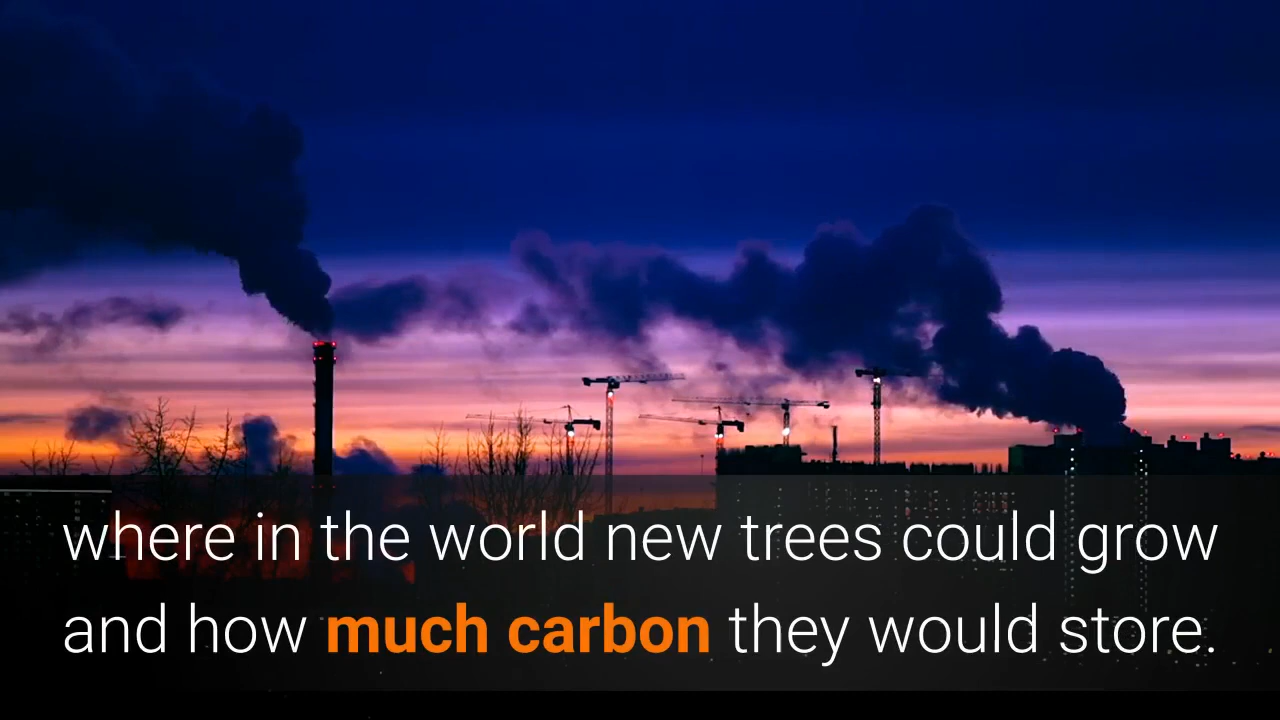 where in the world new trees could grow
and how much carbon they would store.